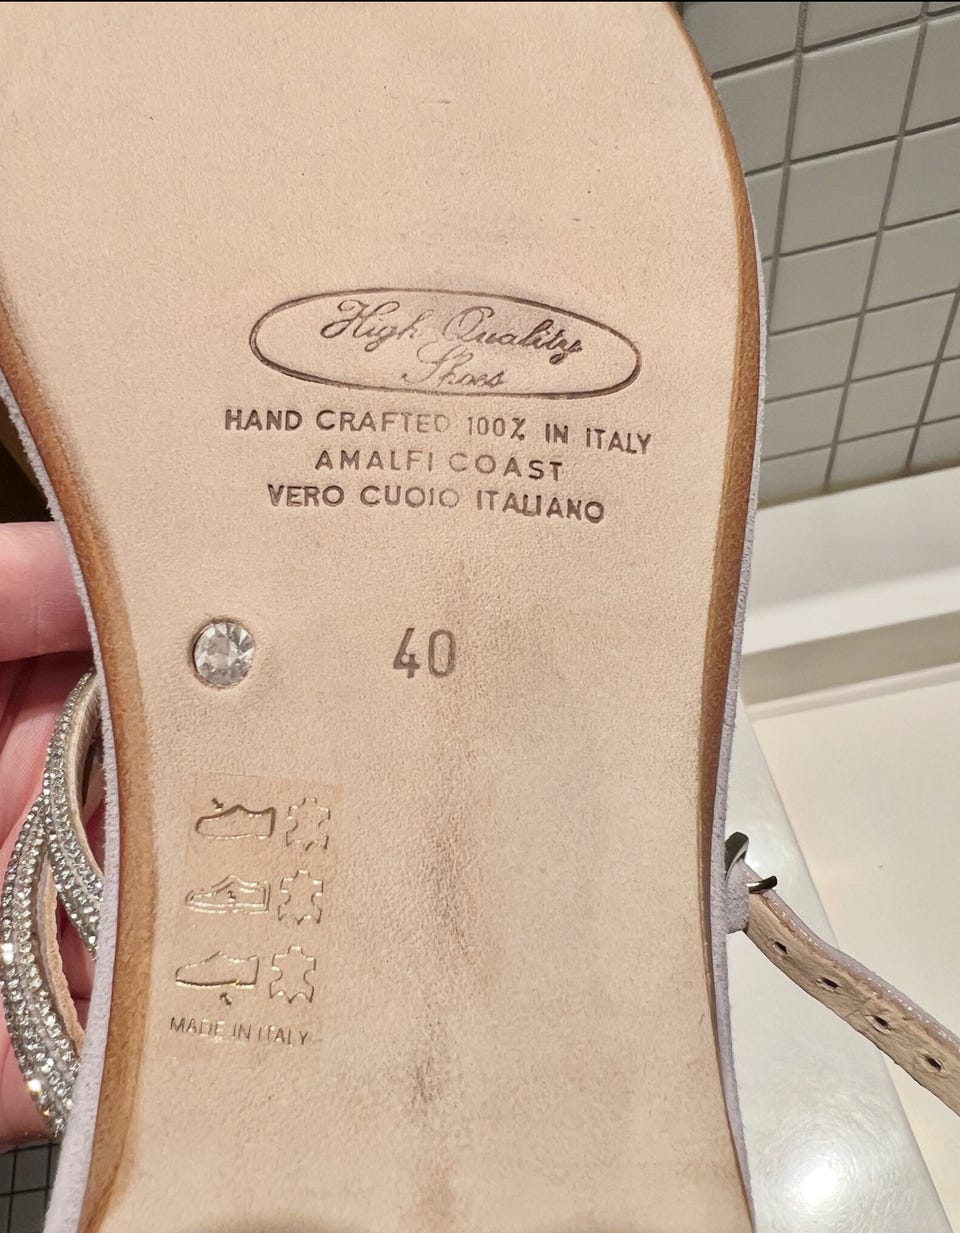 High Quality
Shoes
HAND CRAFTED 100% IN ITALY
AMALFI COAST
VERO CUOIO ITALIANO
40
MADE IN ITALY